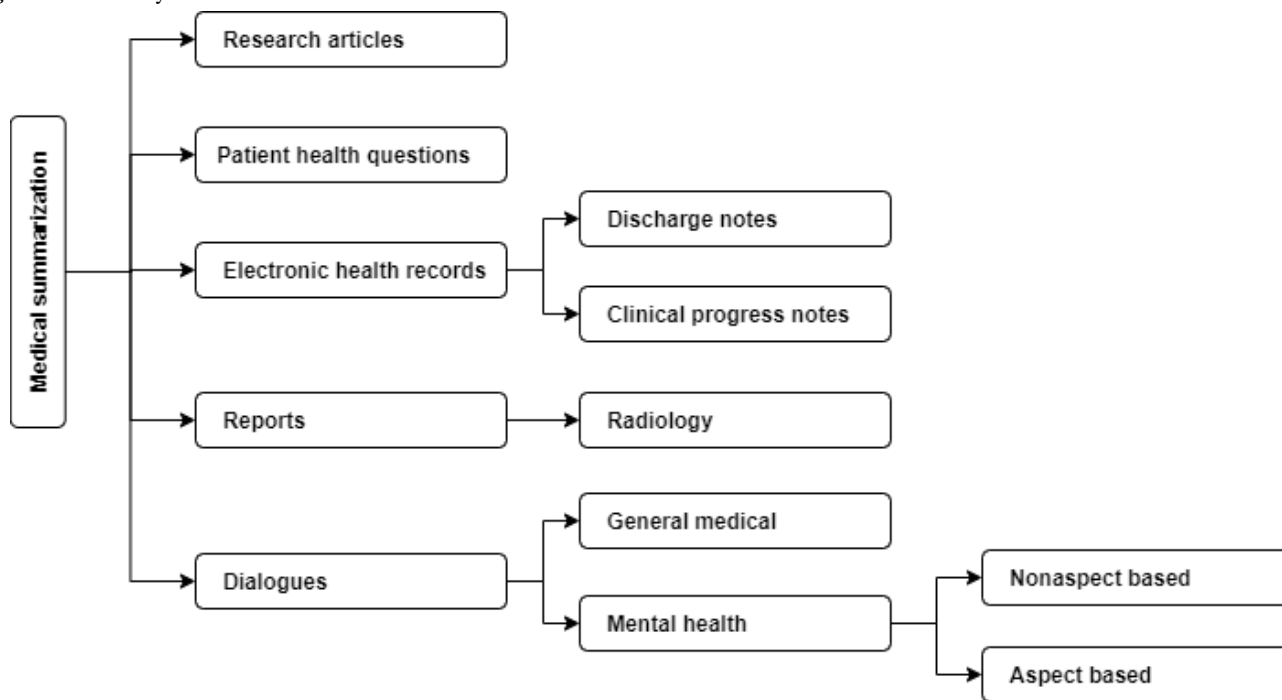 Research articles
Patient health questions
Medical summarization
Discharge notes
Electronic health records
Clinical progress notes
Reports
Radiology
General medical
Dialogues
Nonaspect based
Mental health
Aspect based